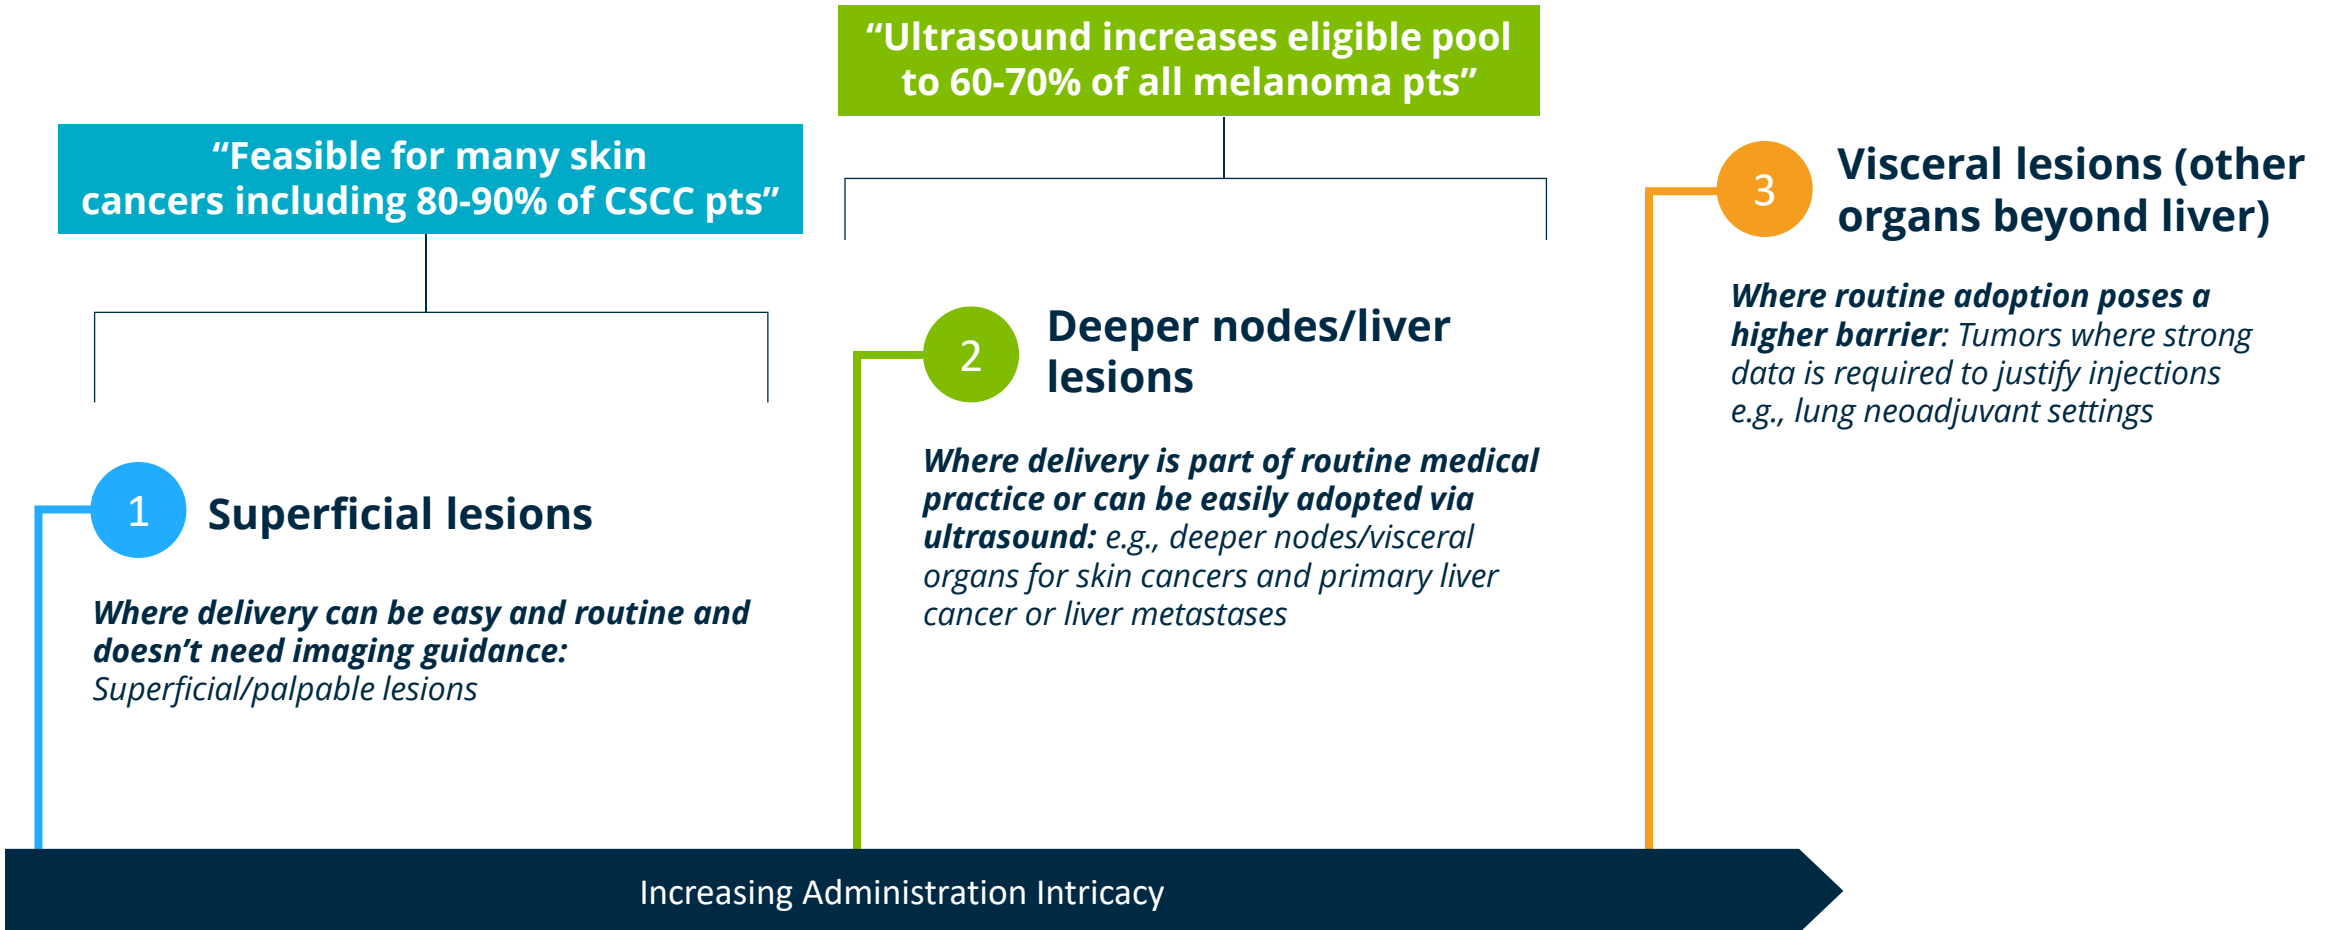 “Feasible for many skin
cancers including 80-90% of CSCC pts”
1
Superficial lesions
Where delivery can be easy and routine and
doesn’t need imaging guidance:
Superficial/palpable lesions
“Ultrasound increases eligible pool
to 60-70% of all melanoma pts”
2
Deeper nodes/liver
lesions
Where delivery is part of routine medical
practice or can be easily adopted via
ultrasound: e.g., deeper nodes/visceral
organs for skin cancers and primary liver
cancer or liver metastases
3
Visceral lesions (other
organs beyond liver)
Where routine adoption poses a
higher barrier: Tumors where strong
data is required to justify injections
e.g., lung neoadjuvant settings
Increasing Administration Intricacy